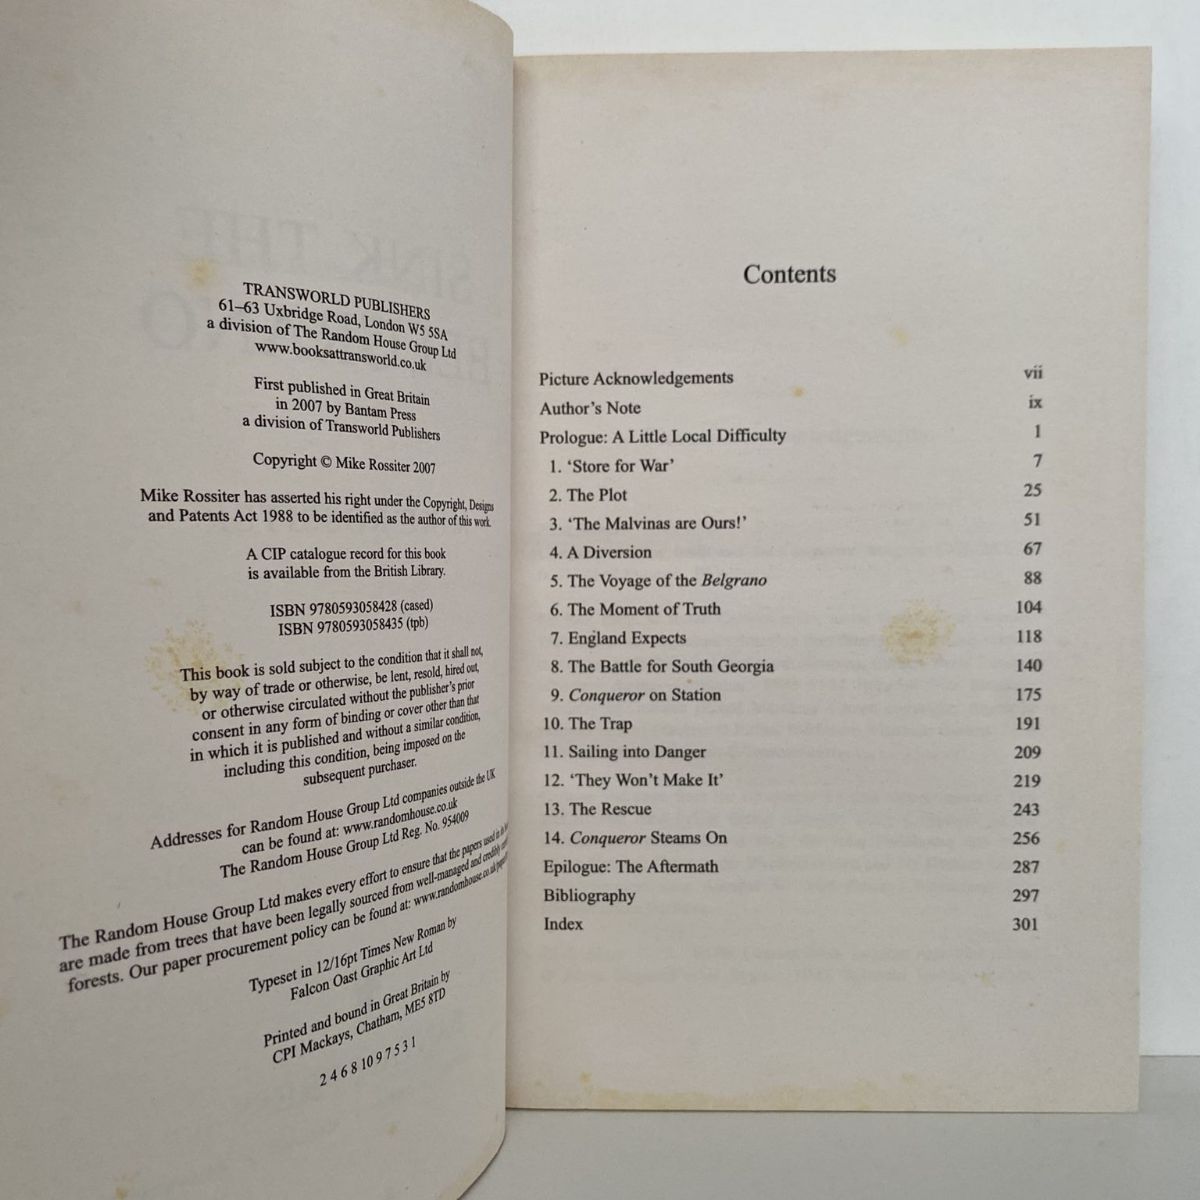 TRANSWORLD PUBLISHERS
61–63 Uxbridge Road, London W5 5SA
a division of The Random House Group Ltd
www.booksattransworld.co.uk
First published in Great Britain
in 2007 by Bantam Press
a division of Transworld Publishers
Copyright © Mike Rossiter 2007
Mike Rossiter has asserted his right under the Copyright, Designs
and Patents Act 1988 to be identified as the author of this work.
A CIP catalogue record for this book
is available from the British Library.
ISBN 9780593058428 (cased)
ISBN 9780593058435 (tpb)
This book is sold subject to the condition that it shall not,
by way of trade or otherwise, be lent, resold, hired out,
or otherwise circulated without the publisher's prior
consent in any form of binding or cover other than that
in which it is published and without a similar condition,
including this condition, being imposed on the
subsequent purchaser.
Addresses for Random House Group Ltd companies outside the UK
can be found at: www.randomhouse.co.uk
The Random House Group Ltd Reg. No. 954009
The Random House Group Ltd makes every effort to ensure that the papers used in its
are made from trees that have been legally sourced from well-managed and credibly
forests. Our paper procurement policy can be found at: www.randomhouse.co.uk
Typeset in 12/16pt Times New Roman by
Falcon Oast Graphic Art Ltd
Printed and bound in Great Britain by
CPI Mackays, Chatham, ME5 8TD
2 4 6 8 10 9 7 5 3 1
Contents
Picture Acknowledgements vii
Author's Note ix
Prologue: A Little Local Difficulty 1
1. ‘Store for War’ 7
2. The Plot 25
3. ‘The Malvinas are Ours!’ 51
4. A Diversion 67
5. The Voyage of the Belgrano 88
6. The Moment of Truth 104
7. England Expects 118
8. The Battle for South Georgia 140
9. Conqueror on Station 175
10. The Trap 191
11. Sailing into Danger 209
12. ‘They Won't Make It’ 219
13. The Rescue 243
14. Conqueror Steams On 256
Epilogue: The Aftermath 287
Bibliography 297
Index 301